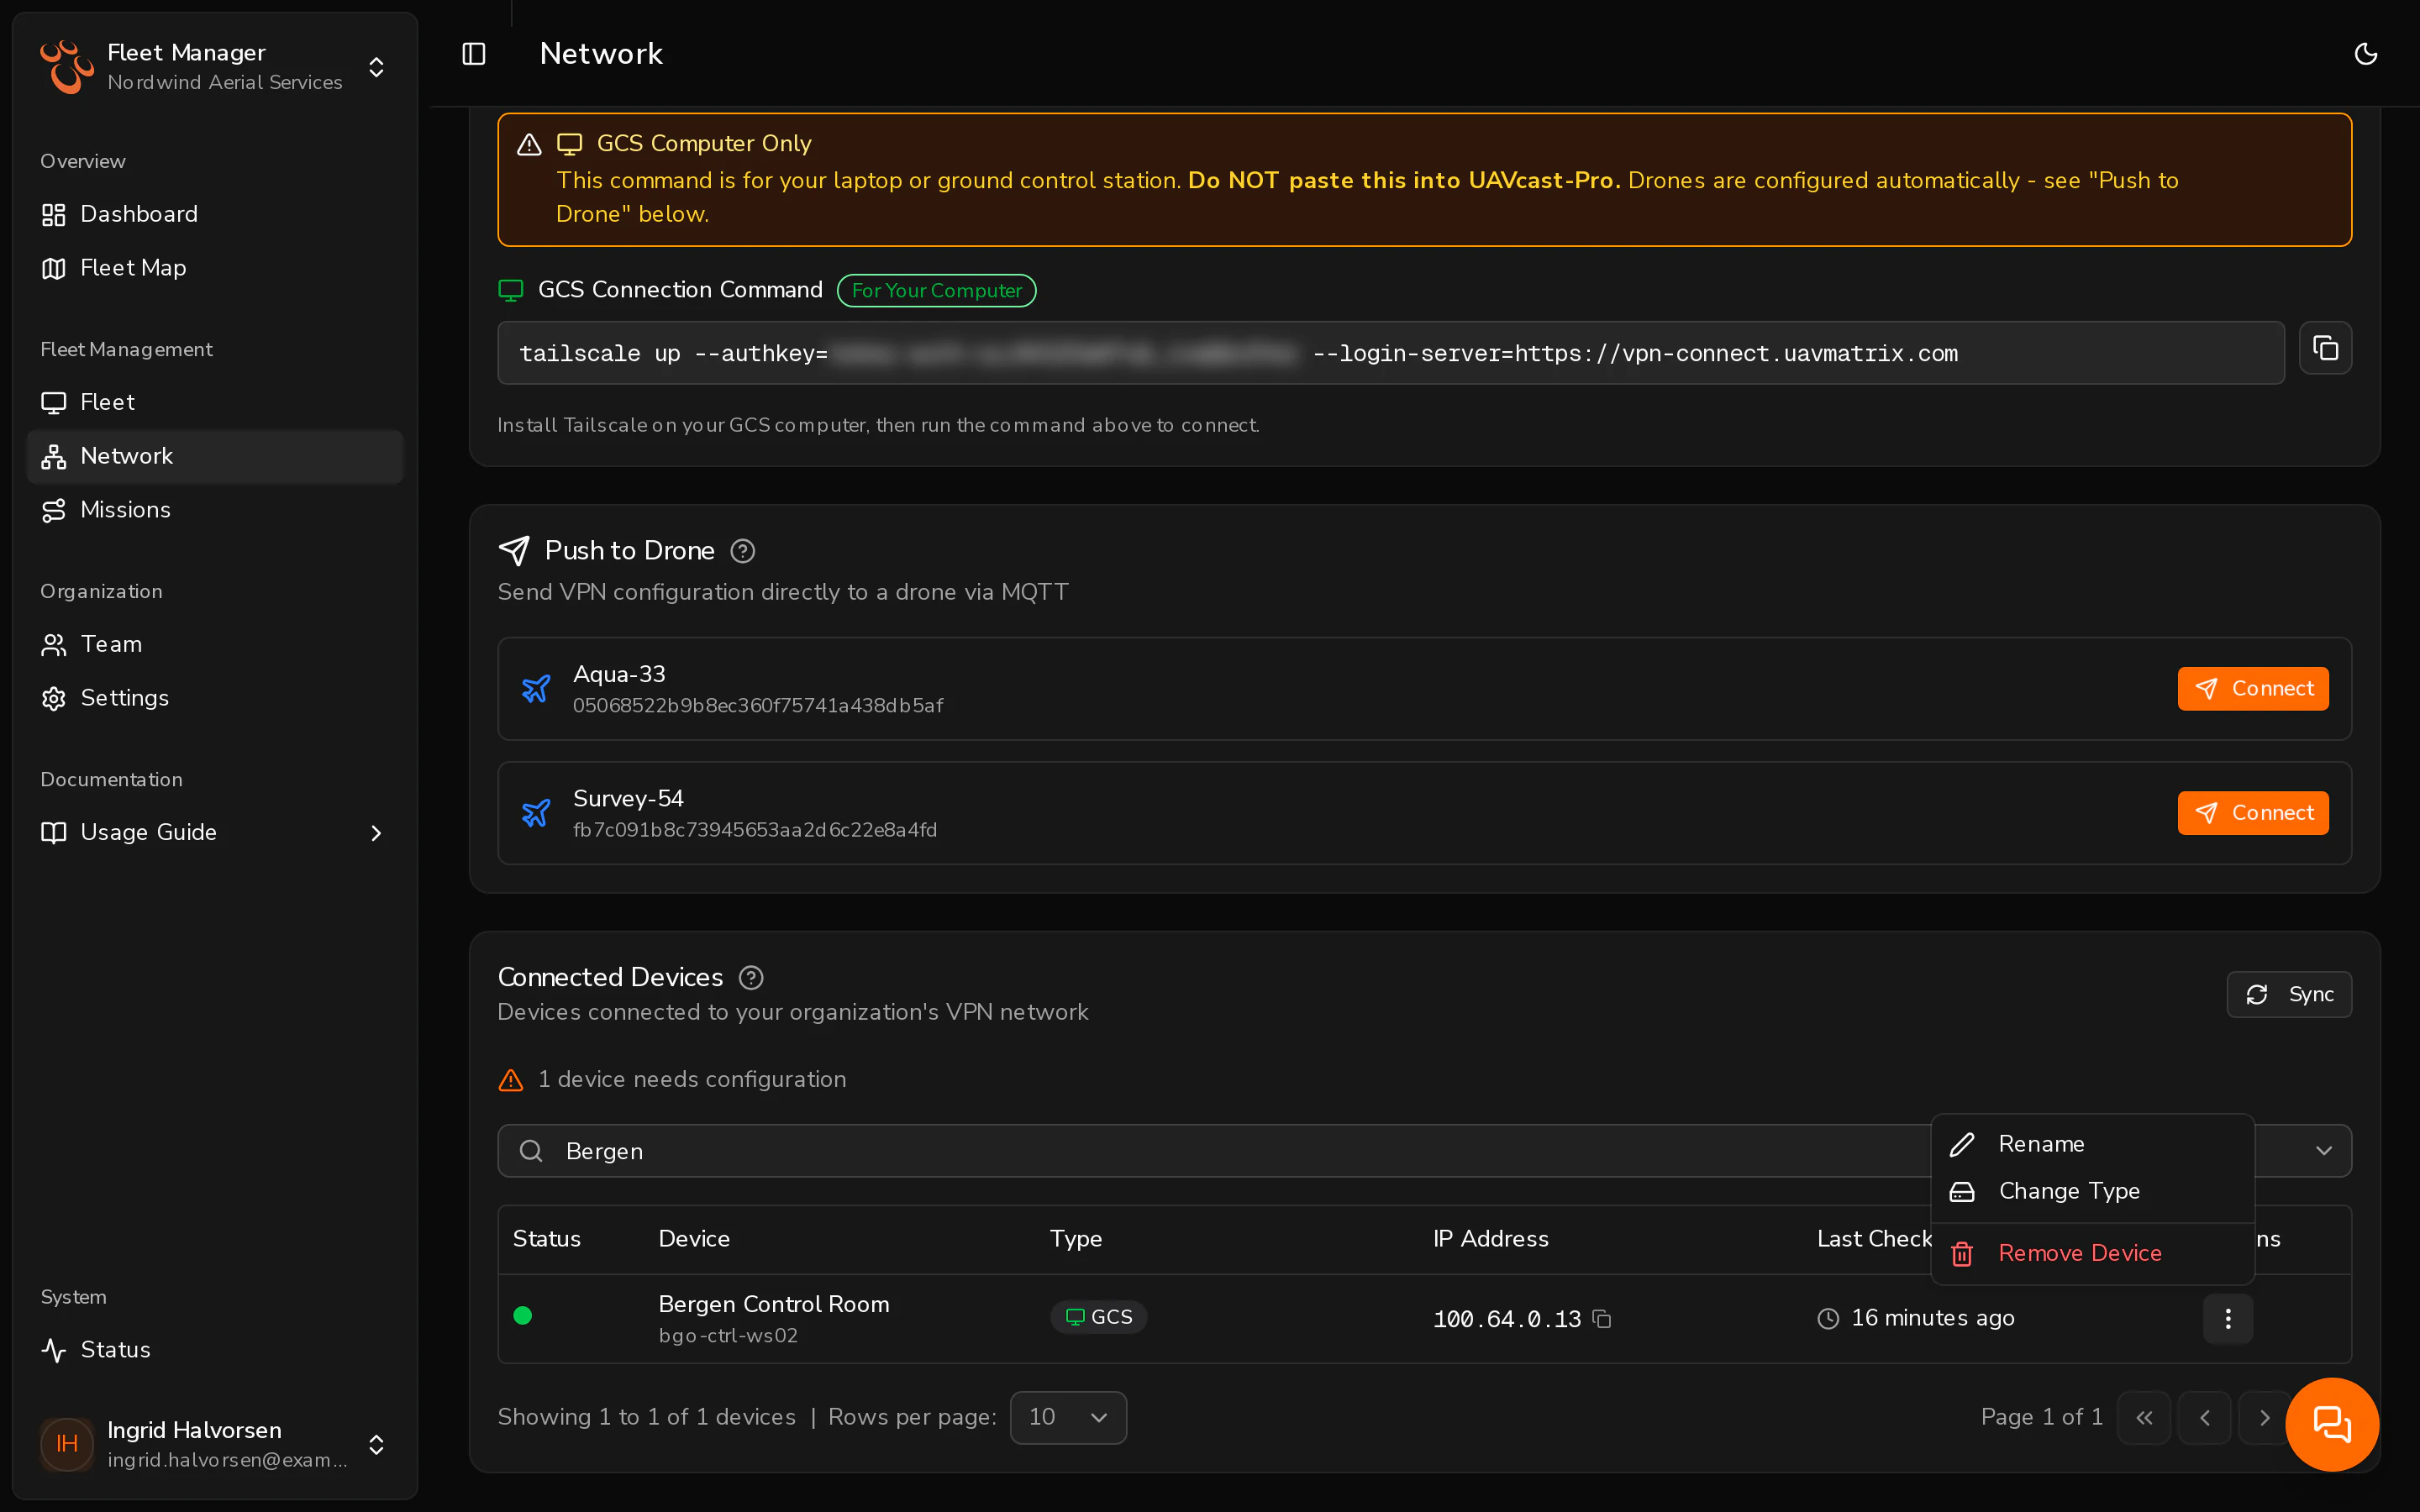 Fleet Manager
Nordwind Aerial Services
Overview
Dashboard
Fleet Map
Fleet Management
Fleet
Network
Missions
Organization
Team
Settings
Documentation
Usage Guide
System
Status
IH
Ingrid Halvorsen
ingrid.halvorsen@exam...
Network
GCS Computer Only
This command is for your laptop or ground control station. Do NOT paste this into UAVcast-Pro. Drones are configured automatically - see "Push to
Drone" below.
GCS Connection Command For Your Computer
tailscale up --authkey= --login-server=https://vpn-connect.uavmatrix.com
Install Tailscale on your GCS computer, then run the command above to connect.
Push to Drone
Send VPN configuration directly to a drone via MQTT
Aqua-33
05068522b9b8ec360f75741a438db5af
Connect
Survey-54
fb7c091b8c73945653aa2d6c22e8a4fd
Connect
Connected Devices
Devices connected to your organization's VPN network
Sync
1 device needs configuration
Bergen
Rename
Change Type
Remove Device
Status Device Type IP Address Last Check ns
Bergen Control Room
bgo-ctrl-ws02
GCS
100.64.0.13
16 minutes ago
Showing 1 to 1 of 1 devices | Rows per page: 10
Page 1 of 1